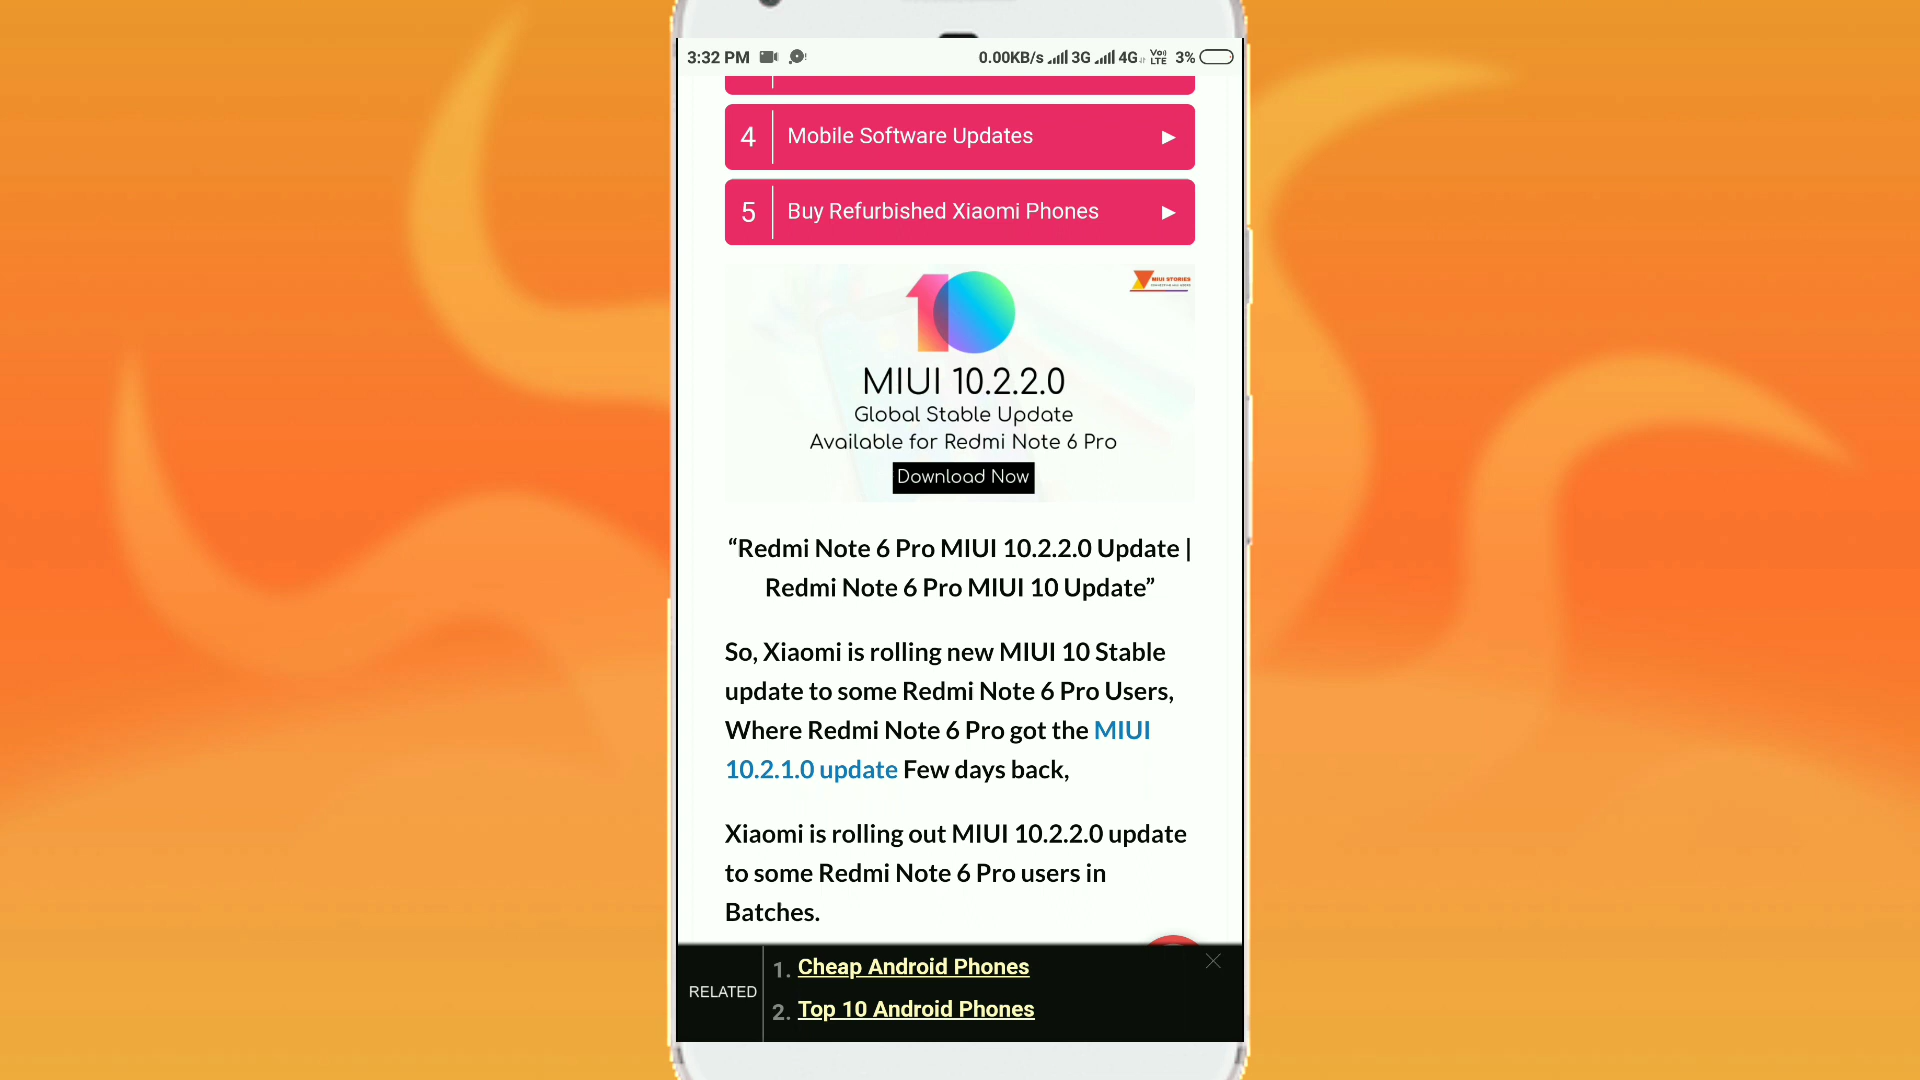 3:32 PM 0.00KB/s 3G 4G Vo) LTE 3%
4 Mobile Software Updates ▶
5 Buy Refurbished Xiaomi Phones ▶
MIUI STORIES
10
MIUI 10.2.2.0
Global Stable Update
Available for Redmi Note 6 Pro
Download Now
“Redmi Note 6 Pro MIUI 10.2.2.0 Update |
Redmi Note 6 Pro MIUI 10 Update”
So, Xiaomi is rolling new MIUI 10 Stable
update to some Redmi Note 6 Pro Users,
Where Redmi Note 6 Pro got the MIUI
10.2.1.0 update Few days back,
Xiaomi is rolling out MIUI 10.2.2.0 update
to some Redmi Note 6 Pro users in
Batches.
RELATED
1. Cheap Android Phones
2. Top 10 Android Phones